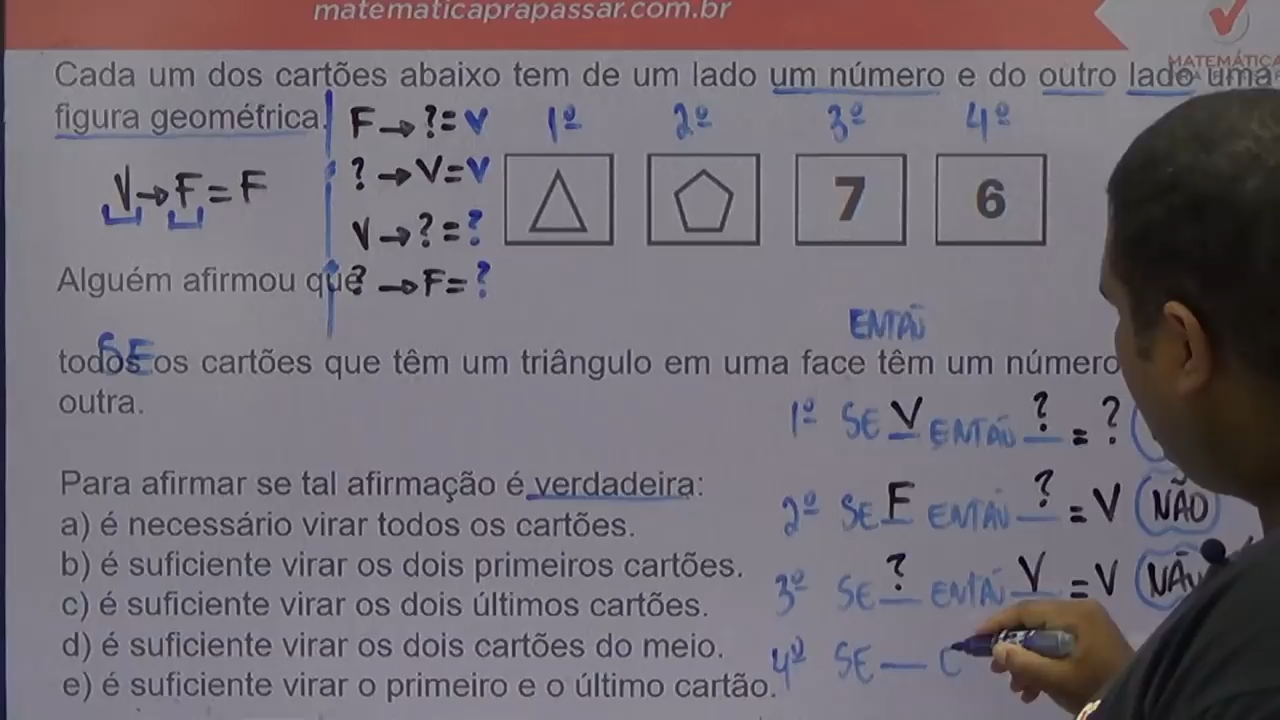 matematicaprapassar.com.br
MATEMÁTICA
Cada um dos cartões abaixo tem de um lado um número e do outro lado uma
figura geométrica.
F → ? = V
1º 2º 3º 4º
? → V = V
V → F = F
7 6
V → ? = ?
Alguém afirmou que
? → F = ?
ENTÃO
SE
todos os cartões que têm um triângulo em uma face têm um número
outra.
1º SE V ENTÃO ? = ?
Para afirmar se tal afirmação é verdadeira:
2º SE F ENTÃO ? = V NÃO
a) é necessário virar todos os cartões.
b) é suficiente virar os dois primeiros cartões.
3º SE ? ENTÃO V = V NÃO
c) é suficiente virar os dois últimos cartões.
d) é suficiente virar os dois cartões do meio.
4º SE
e) é suficiente virar o primeiro e o último cartão.